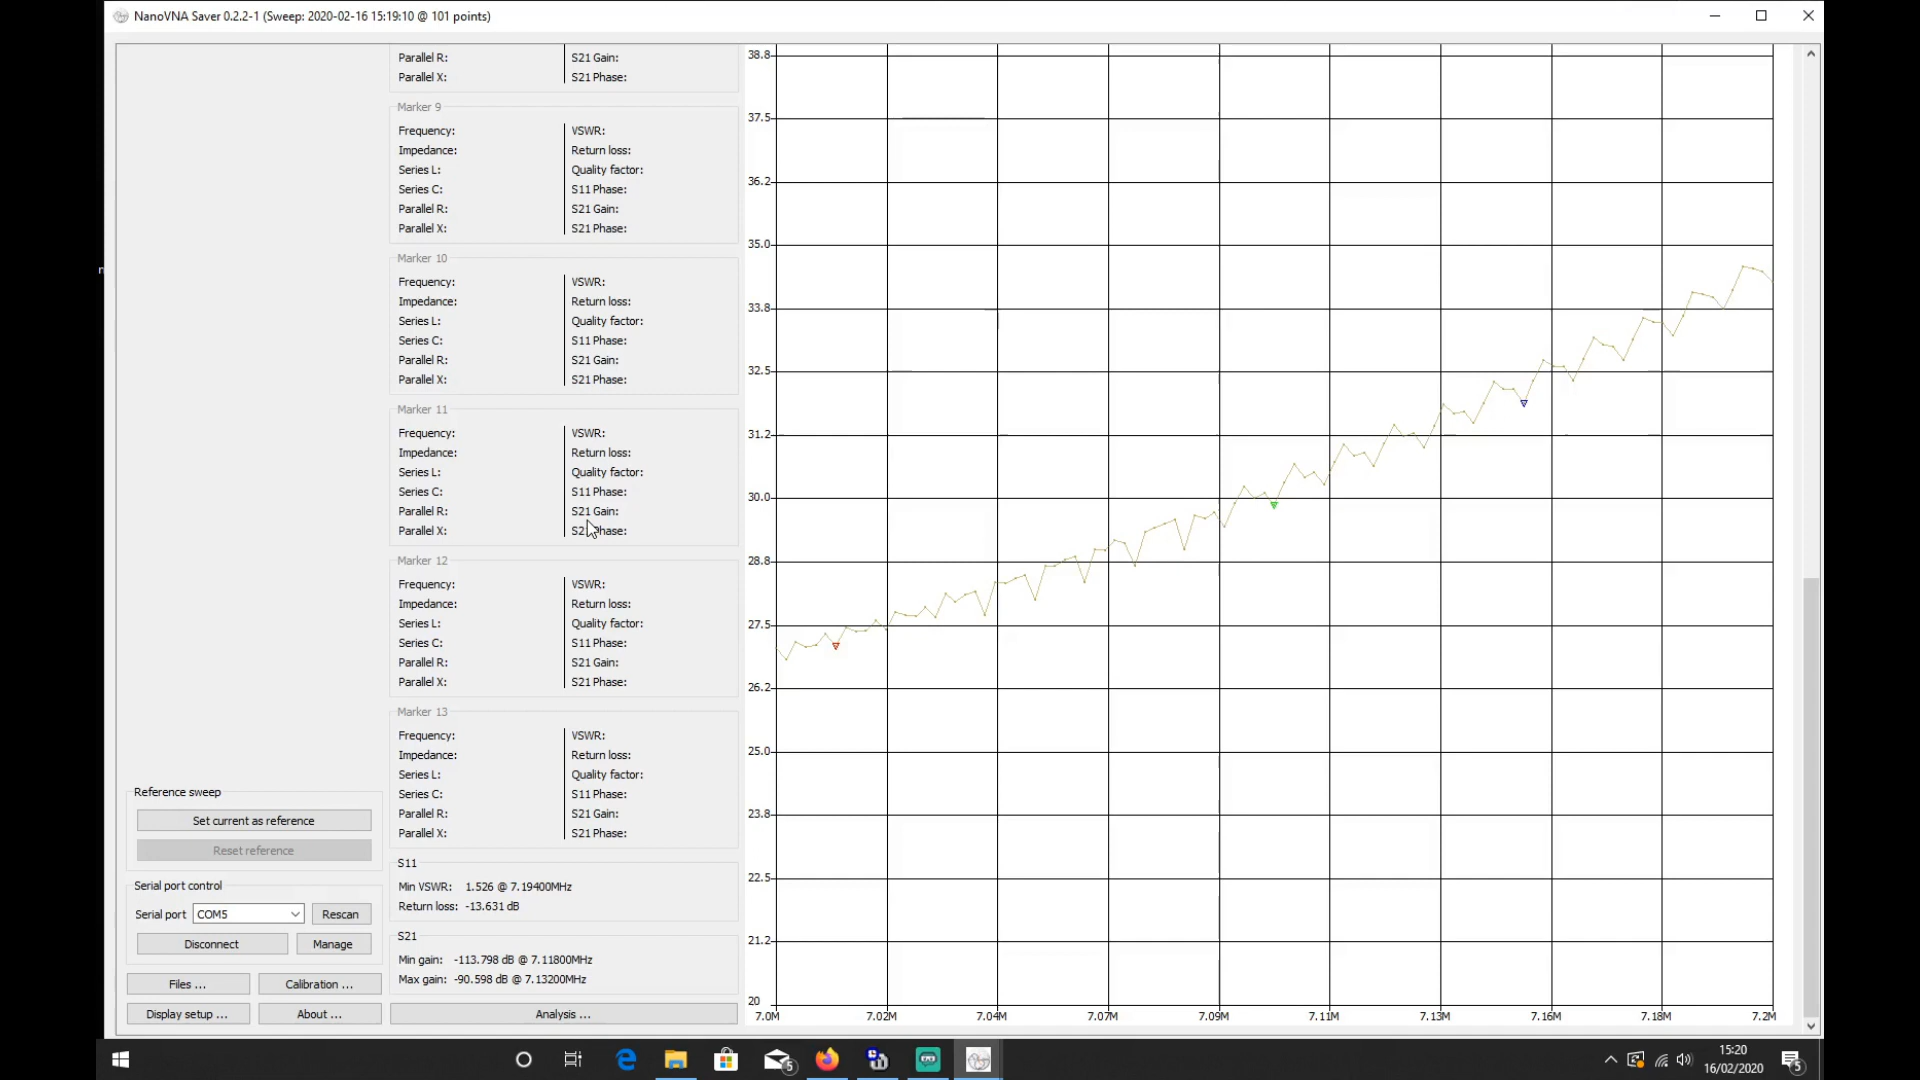 NanoVNA Saver 0.2.2-1 (Sweep: 2020-02-16 15:19:10 @ 101 points)
Parallel R: S21 Gain:
Parallel X: S21 Phase:
Marker 9
Frequency: VSWR:
Impedance: Return loss:
Series L: Quality factor:
Series C: S11 Phase:
Parallel R: S21 Gain:
Parallel X: S21 Phase:
Marker 10
Frequency: VSWR:
Impedance: Return loss:
Series L: Quality factor:
Series C: S11 Phase:
Parallel R: S21 Gain:
Parallel X: S21 Phase:
Marker 11
Frequency: VSWR:
Impedance: Return loss:
Series L: Quality factor:
Series C: S11 Phase:
Parallel R: S21 Gain:
Parallel X: S21 Phase:
Marker 12
Frequency: VSWR:
Impedance: Return loss:
Series L: Quality factor:
Series C: S11 Phase:
Parallel R: S21 Gain:
Parallel X: S21 Phase:
Marker 13
Frequency: VSWR:
Impedance: Return loss:
Series L: Quality factor:
Series C: S11 Phase:
Parallel R: S21 Gain:
Parallel X: S21 Phase:
S11
Min VSWR: 1.526 @ 7.19400MHz
Return loss: -13.631 dB
S21
Min gain: -113.798 dB @ 7.11800MHz
Max gain: -90.598 dB @ 7.13200MHz
Analysis ...
Reference sweep
Set current as reference
Reset reference
Serial port control
Serial port COM5 Rescan
Disconnect Manage
Files ... Calibration ...
Display setup ... About ...
38.8
37.5
36.2
35.0
33.8
32.5
31.2
30.0
28.8
27.5
26.2
25.0
23.8
22.5
21.2
20
7.0M 7.02M 7.04M 7.07M 7.09M 7.11M 7.13M 7.16M 7.18M 7.2M
5
15:20
16/02/2020
5